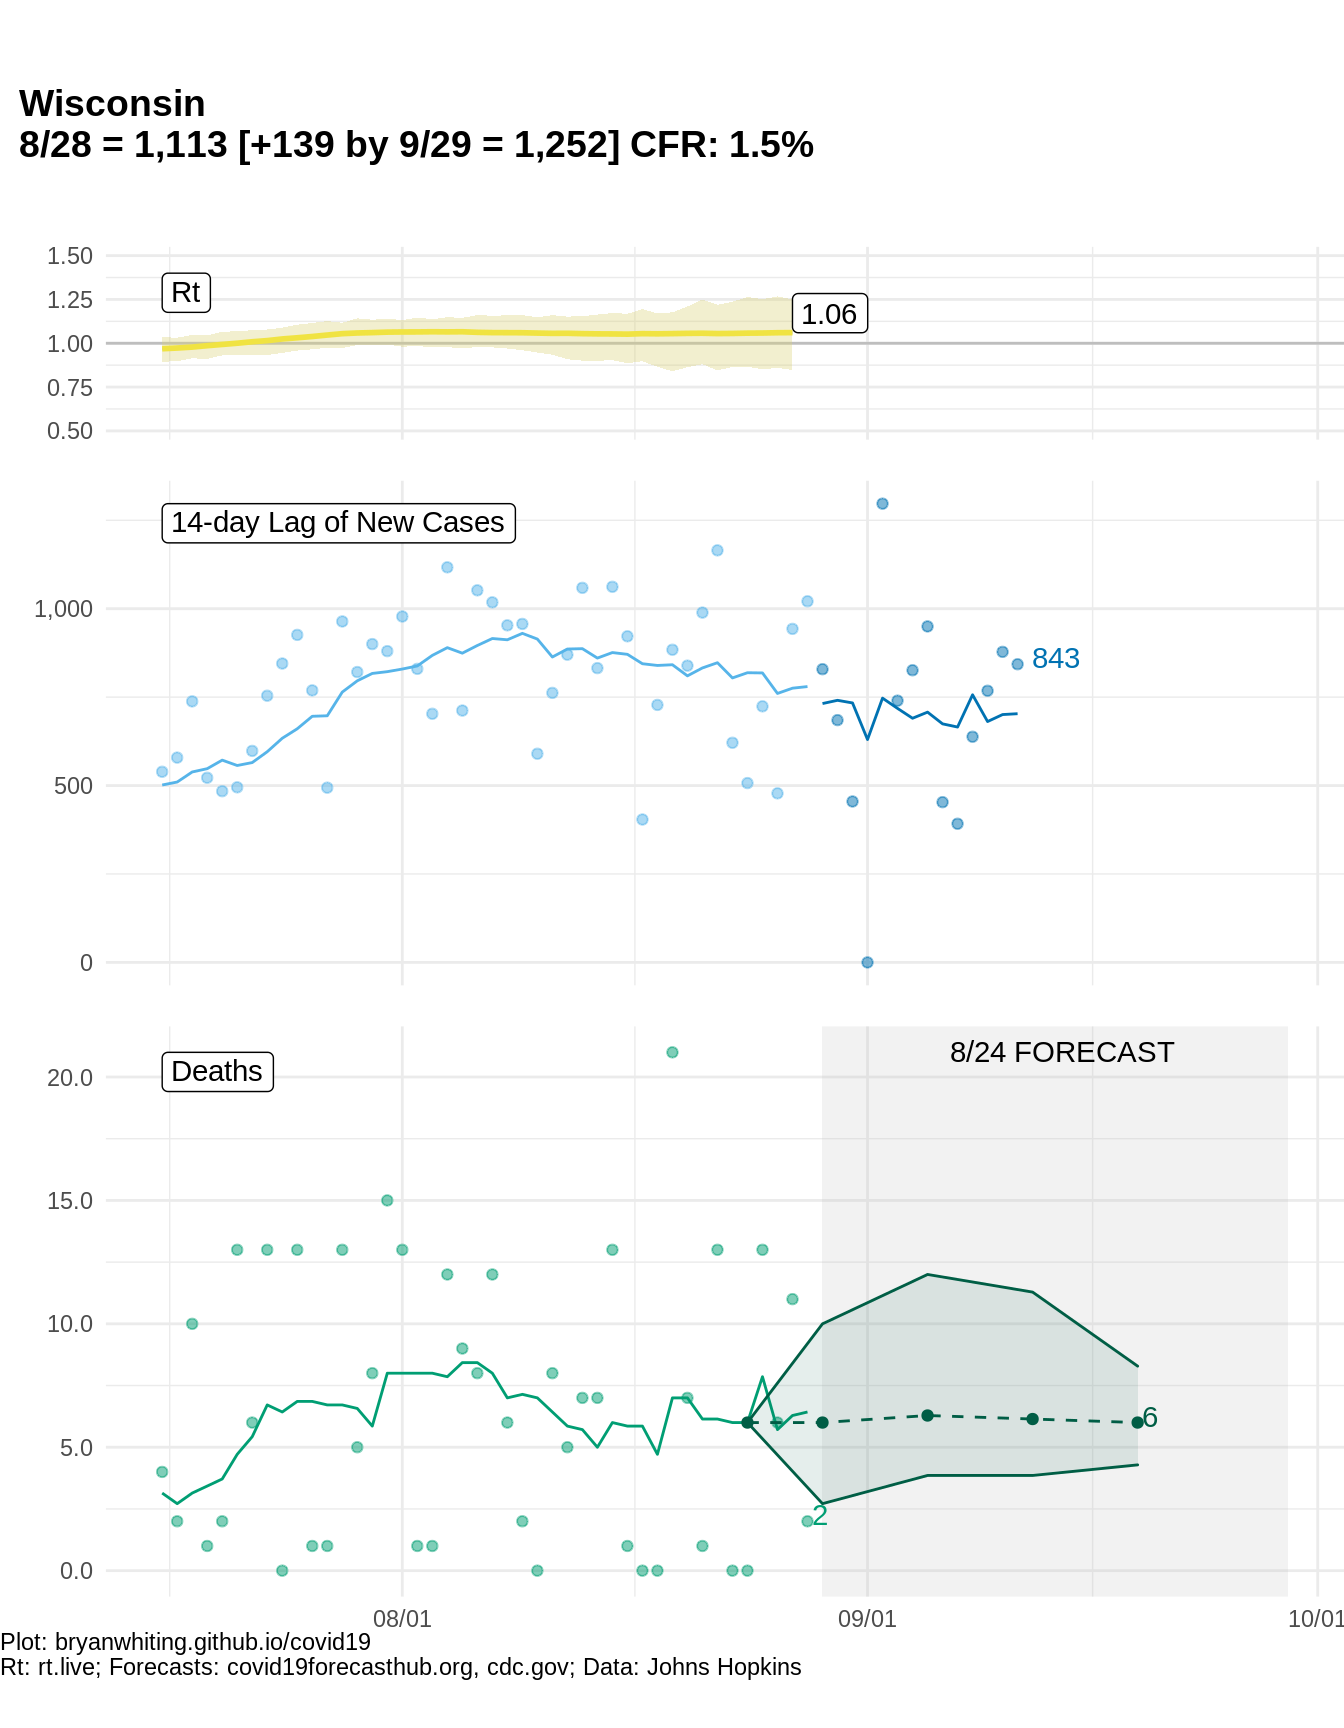 Wisconsin
8/28 = 1,113 [+139 by 9/29 = 1,252] CFR: 1.5%
1.50
1.25
1.00
0.75
0.50
Rt
1.06
14-day Lag of New Cases
1,000
500
0
843
Deaths
8/24 FORECAST
20.0
15.0
10.0
5.0
0.0
6
2
08/01
09/01
10/01
Plot: bryanwhiting.github.io/covid19
Rt: rt.live; Forecasts: covid19forecasthub.org, cdc.gov; Data: Johns Hopkins